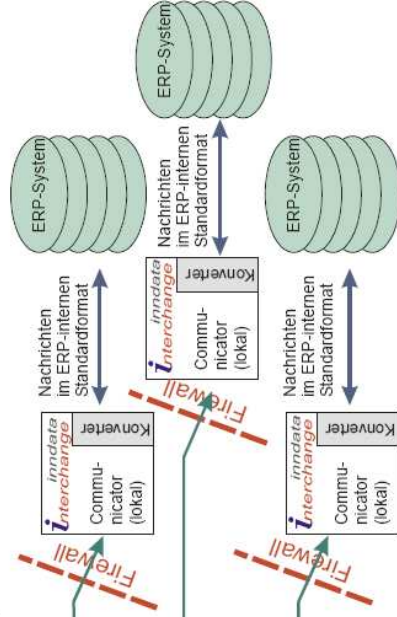 Firewall
inndata
interchange
Commu-
nicator
(lokal)
Konverter
Nachrichten
im ERP-internen
Standardformat
ERP-System
Firewall
inndata
interchange
Commu-
nicator
(lokal)
Konverter
Nachrichten
im ERP-internen
Standardformat
ERP-System
Firewall
inndata
interchange
Commu-
nicator
(lokal)
Konverter
Nachrichten
im ERP-internen
Standardformat
ERP-System